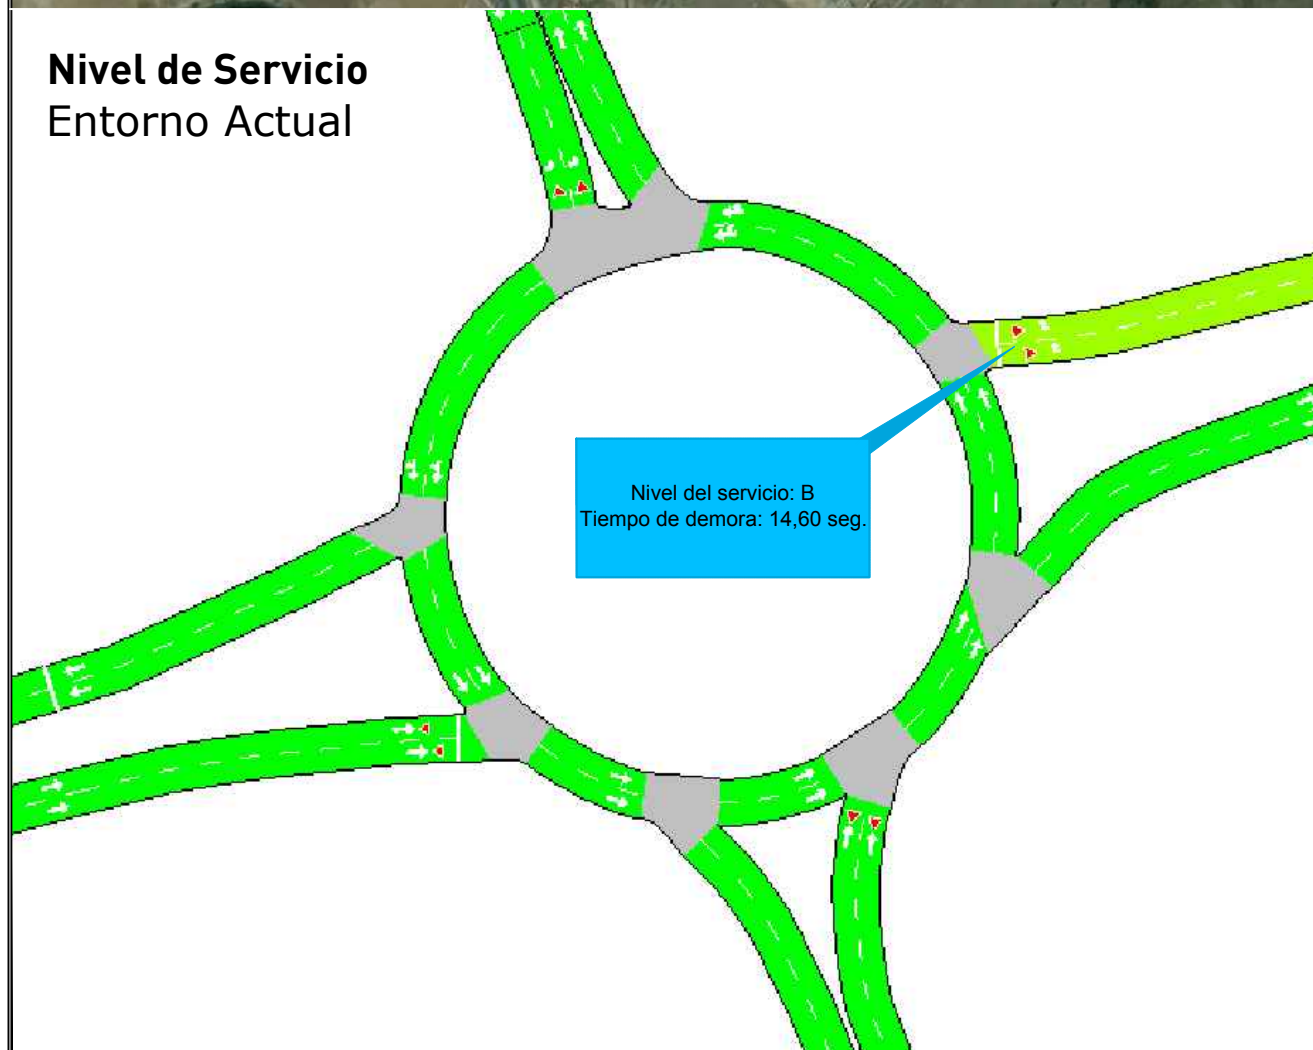 Nivel de Servicio
Entorno Actual
Nivel del servicio: B
Tiempo de demora: 14,60 seg.